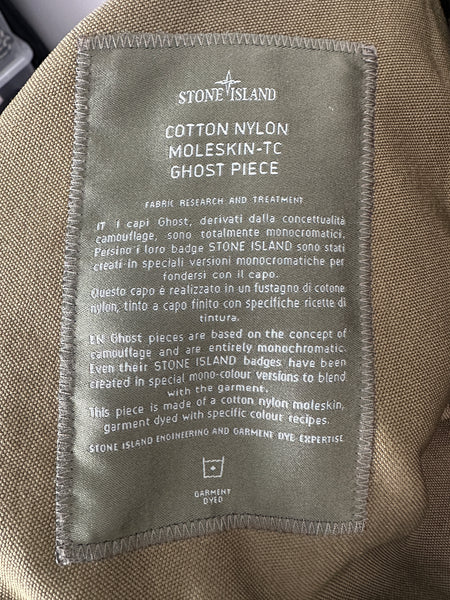 STONE ISLAND
COTTON NYLON
MOLESKIN-TC
GHOST PIECE
FABRIC RESEARCH AND TREATMENT
IT I capi Ghost, derivati dalla concettualità
camouflage, sono totalmente monocromatici.
Persino i loro badge STONE ISLAND sono stati
creati in speciali versioni monocromatiche per
fondersi con il capo.
Questo capo è realizzato in un fustagno di cotone
nylon, tinto a capo finito con specifiche ricette di
tintura.
EN Ghost pieces are based on the concept of
camouflage and are entirely monochromatic.
Even their STONE ISLAND badges have been
created in special mono-colour versions to blend
with the garment.
This piece is made of a cotton nylon moleskin,
garment dyed with specific colour recipes.
STONE ISLAND ENGINEERING AND GARMENT DYE EXPERTISE
GARMENT
DYED